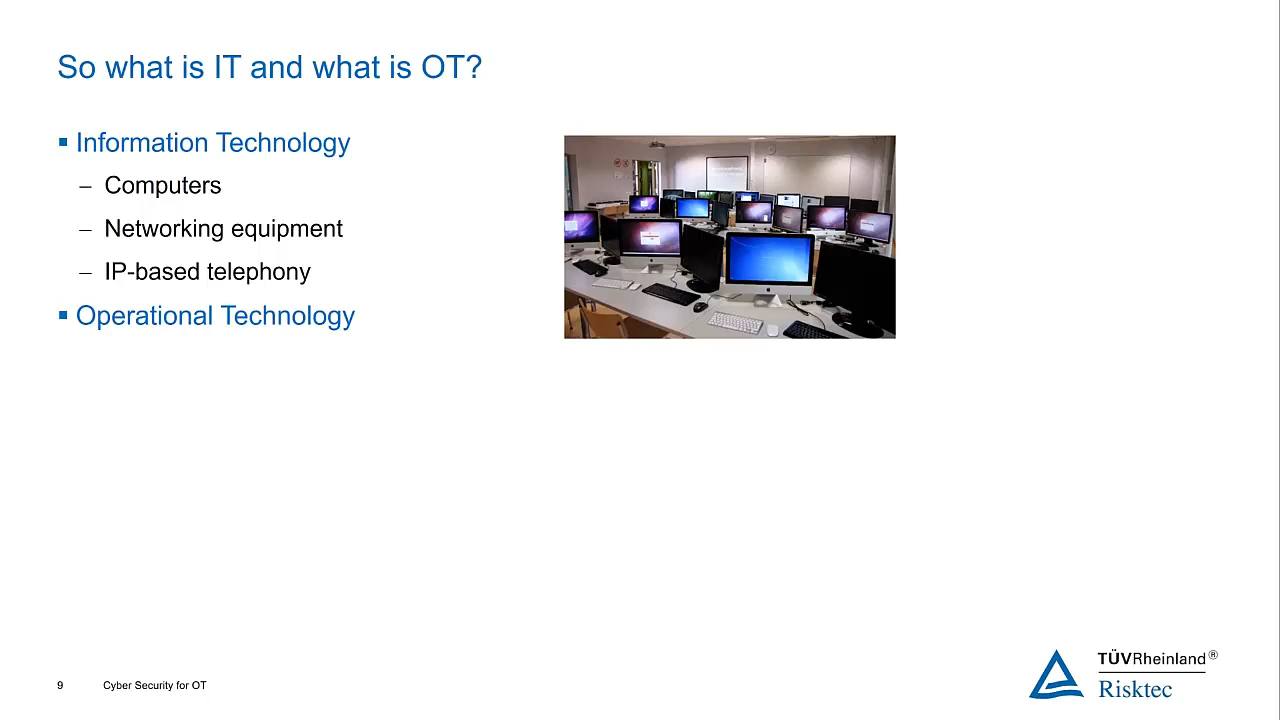 So what is IT and what is OT?
▪ Information Technology
– Computers
– Networking equipment
– IP-based telephony
▪ Operational Technology
9 Cyber Security for OT
TÜVRheinland®
Risktec